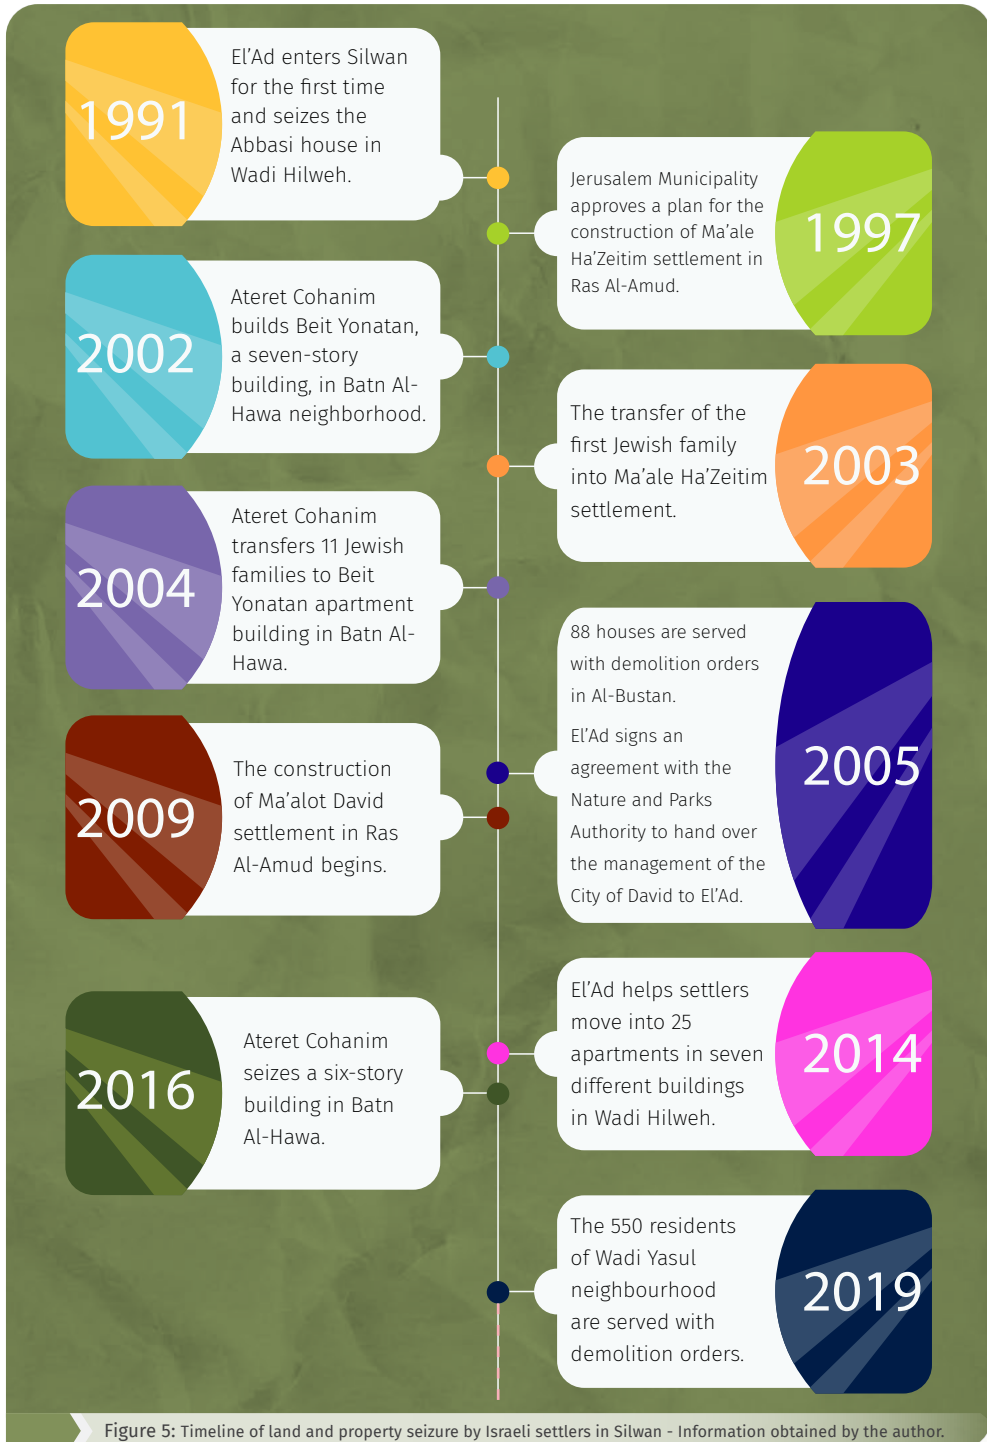 1991
El’Ad enters Silwan
for the first time
and seizes the
Abbasi house in
Wadi Hilweh.
Jerusalem Municipality
approves a plan for the
construction of Ma’ale
Ha’Zeitim settlement in
Ras Al-Amud.
1997
2002
Ateret Cohanim
builds Beit Yonatan,
a seven-story
building, in Batn Al-
Hawa neighborhood.
The transfer of the
first Jewish family
into Ma’ale Ha’Zeitim
settlement.
2003
2004
Ateret Cohanim
transfers 11 Jewish
families to Beit
Yonatan apartment
building in Batn Al-
Hawa.
88 houses are served
with demolition orders
in Al-Bustan.
El’Ad signs an
agreement with the
Nature and Parks
Authority to hand over
the management of the
City of David to El’Ad.
2005
2009
The construction
of Ma’alot David
settlement in Ras
Al-Amud begins.
El’Ad helps settlers
move into 25
apartments in seven
different buildings
in Wadi Hilweh.
2014
2016
Ateret Cohanim
seizes a six-story
building in Batn
Al-Hawa.
The 550 residents
of Wadi Yasul
neighbourhood
are served with
demolition orders.
2019
Figure 5: Timeline of land and property seizure by Israeli settlers in Silwan - Information obtained by the author.